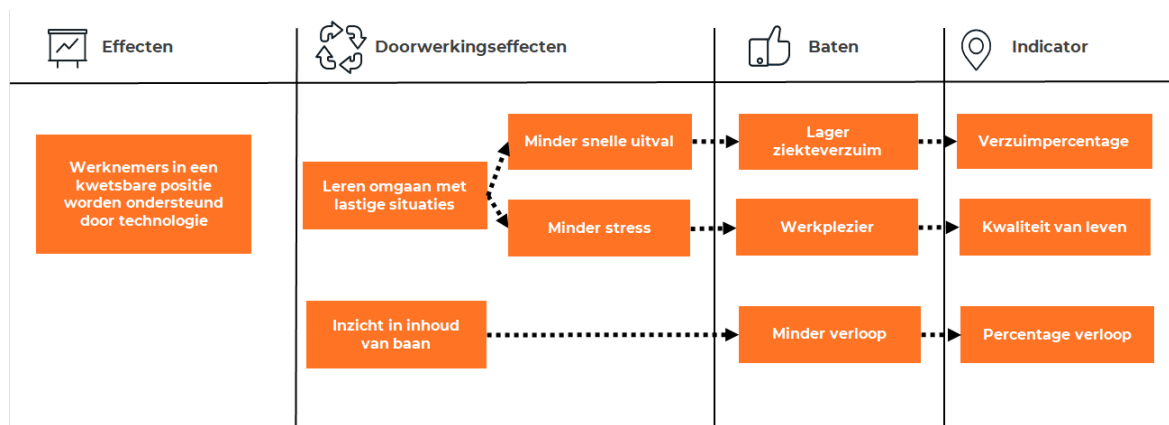 Effecten
Doorwerkingseffecten
Baten
Indicator
Werknemers in een
kwetsbare positie
worden ondersteund
door technologie
Leren omgaan met
lastige situaties
Minder snelle uitval
Lager
ziekteverzuim
Verzuimpercentage
Minder stress
Werkplezier
Kwaliteit van leven
Inzicht in inhoud
van baan
Minder verloop
Percentage verloop